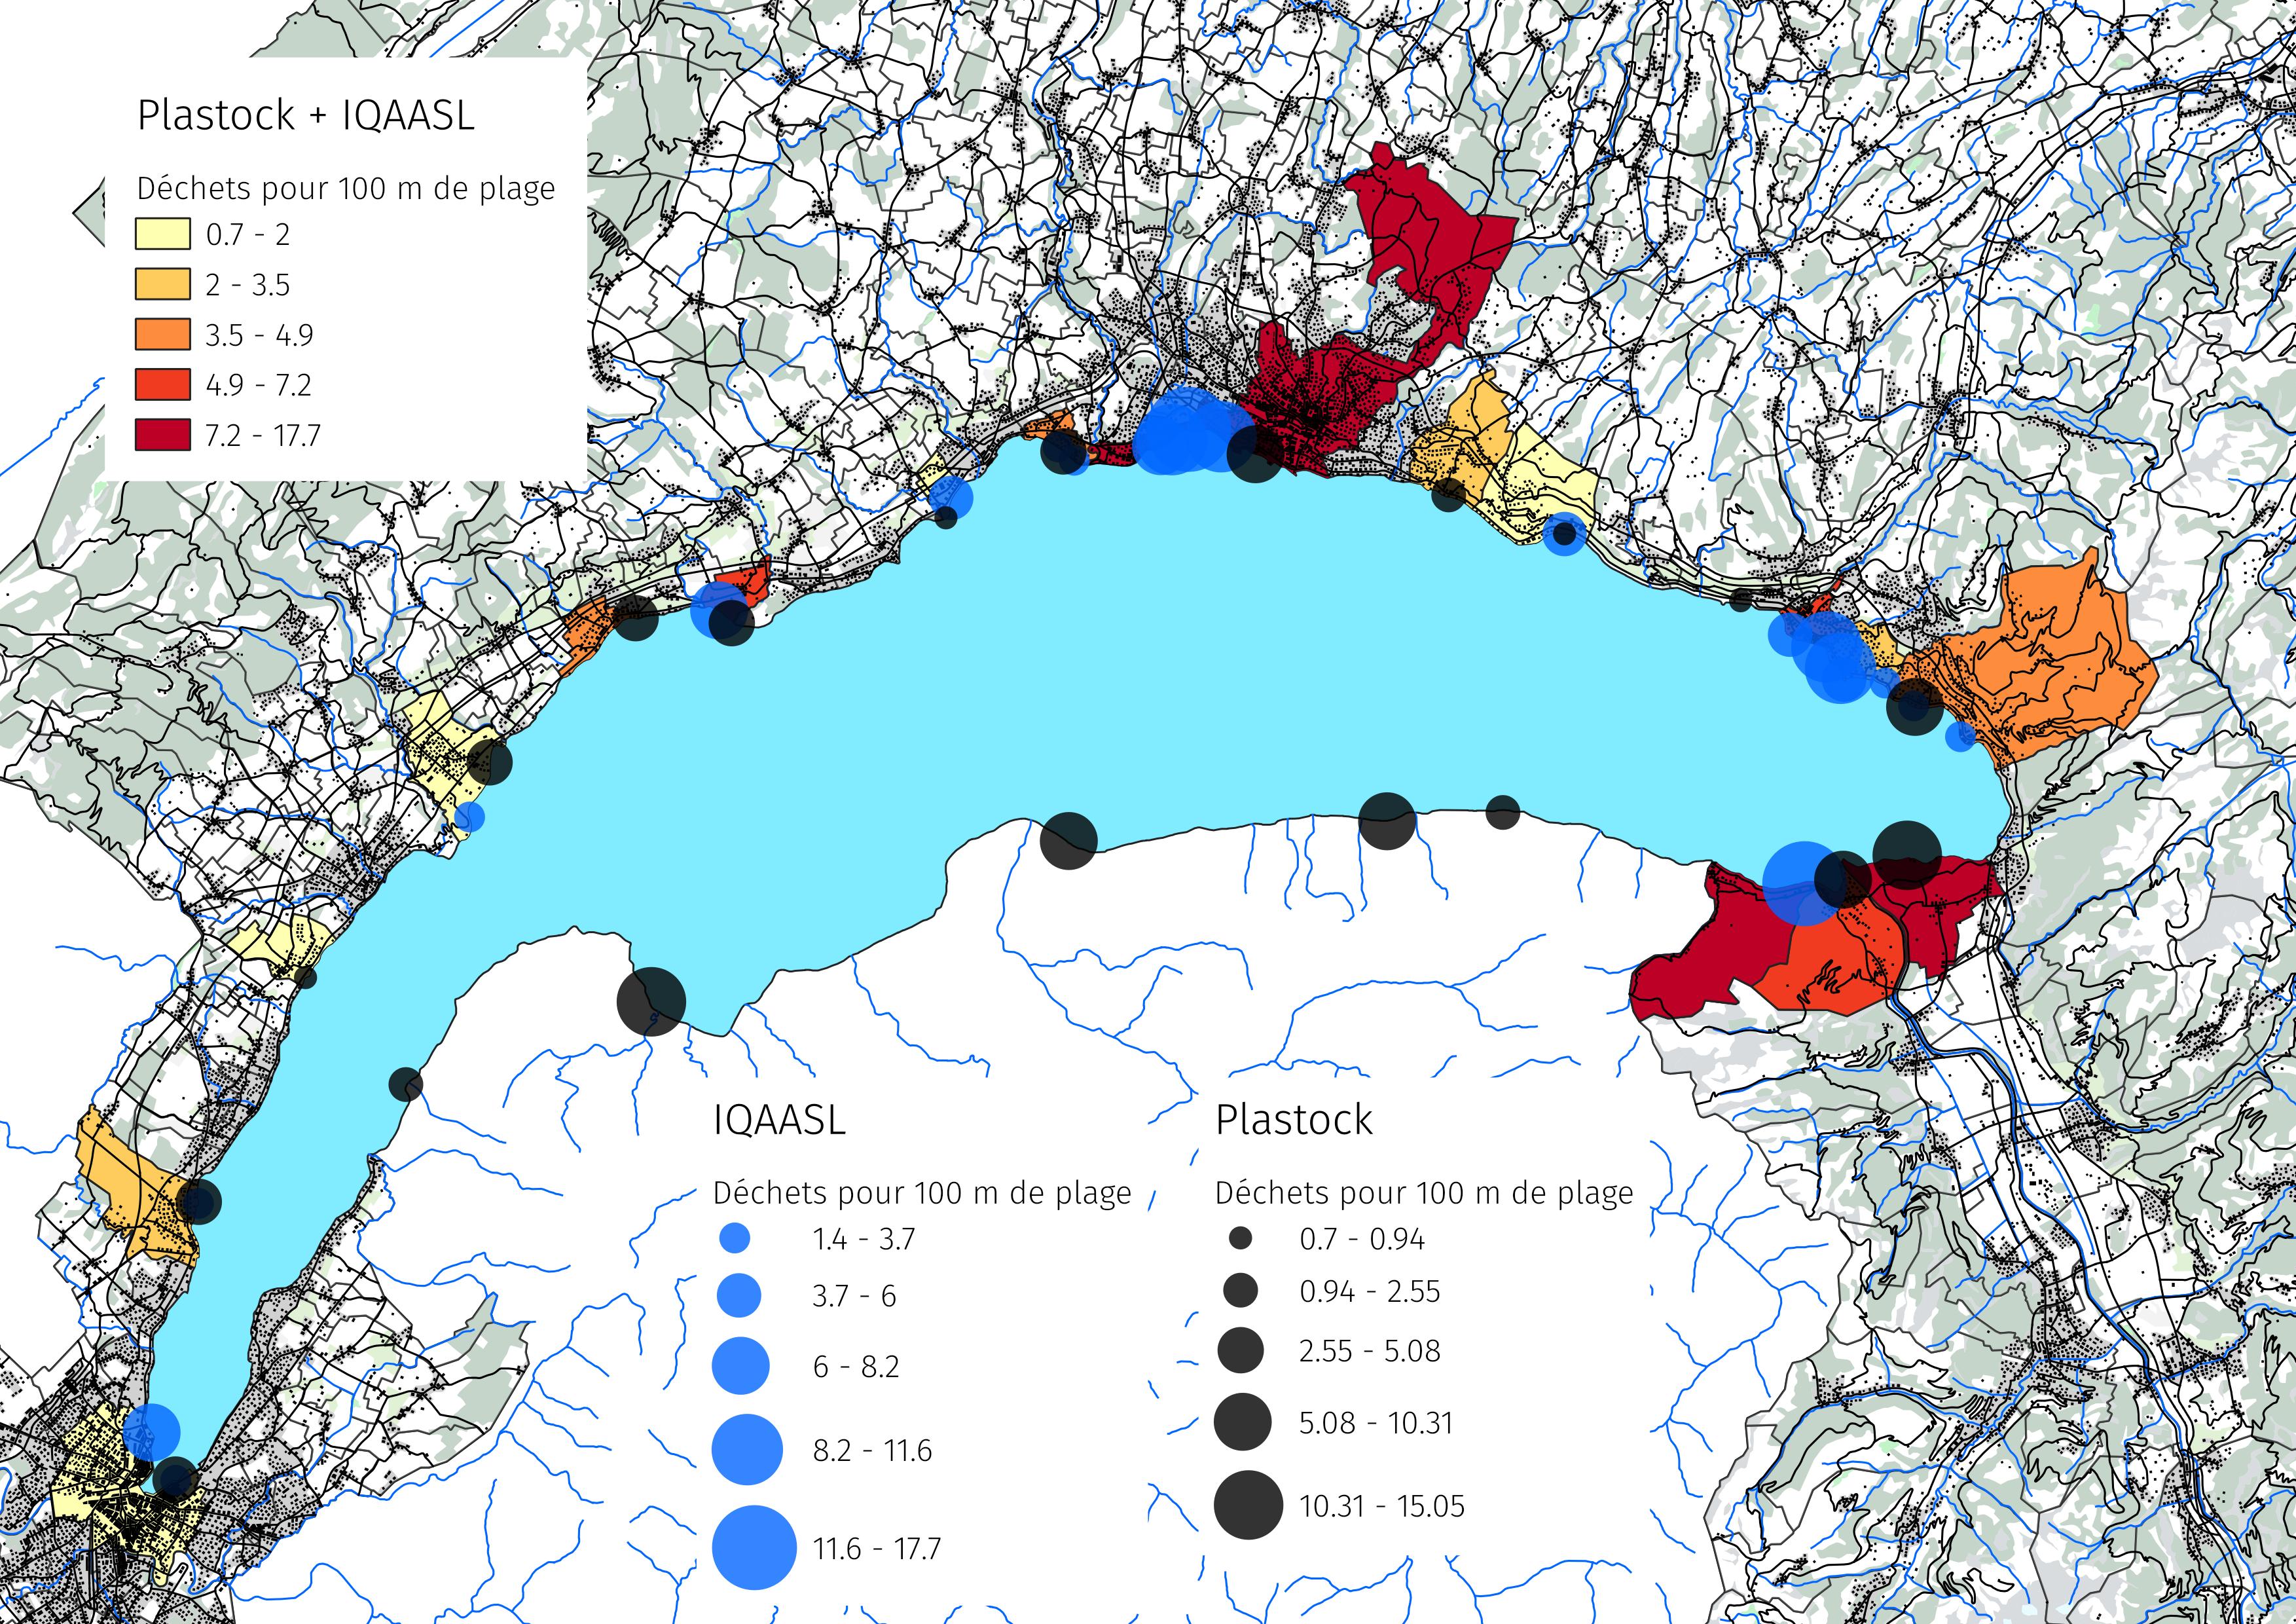 Plastock + IQAASL
Déchets pour 100 m de plage
0.7 - 2
2 - 3.5
3.5 - 4.9
4.9 - 7.2
7.2 - 17.7
IQAASL
Déchets pour 100 m de plage
1.4 - 3.7
3.7 - 6
6 - 8.2
8.2 - 11.6
11.6 - 17.7
Plastock
Déchets pour 100 m de plage
0.7 - 0.94
0.94 - 2.55
2.55 - 5.08
5.08 - 10.31
10.31 - 15.05